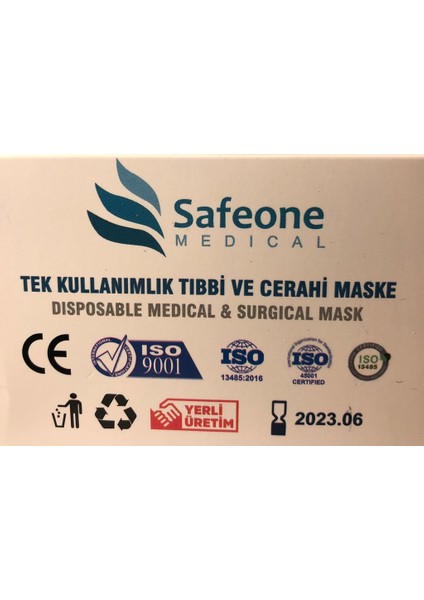 Safeone
MEDICAL
TEK KULLANIMLIK TIBBİ VE CERAHİ MASKE
DISPOSABLE MEDICAL & SURGICAL MASK
CE
ISO
9001
ISO
13485:2016
ISO
45001
CERTIFIED
ISO
13485
YERLİ
ÜRETİM
2023.06